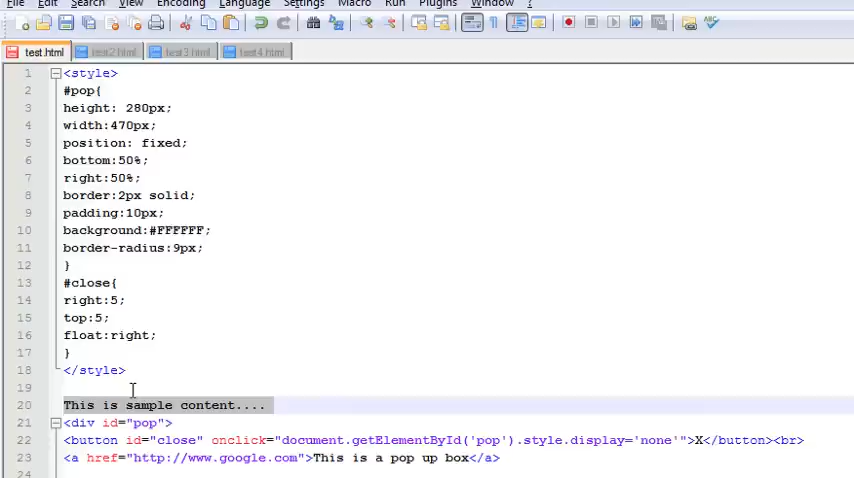 File Edit Search View Encoding Language Settings Macro Run Plugins Window ?
test.html test2.html test3.html test4.html
1 <style>
2 #pop{
3 height: 280px;
4 width:470px;
5 position: fixed;
6 bottom:50%;
7 right:50%;
8 border:2px solid;
9 padding:10px;
10 background:#FFFFFF;
11 border-radius:9px;
12 }
13 #close{
14 right:5;
15 top:5;
16 float:right;
17 }
18 </style>
19
20 This is sample content....
21 <div id="pop">
22 <button id="close" onclick="document.getElementById('pop').style.display='none'">X</button><br>
23 <a href="http://www.google.com">This is a pop up box</a>
24